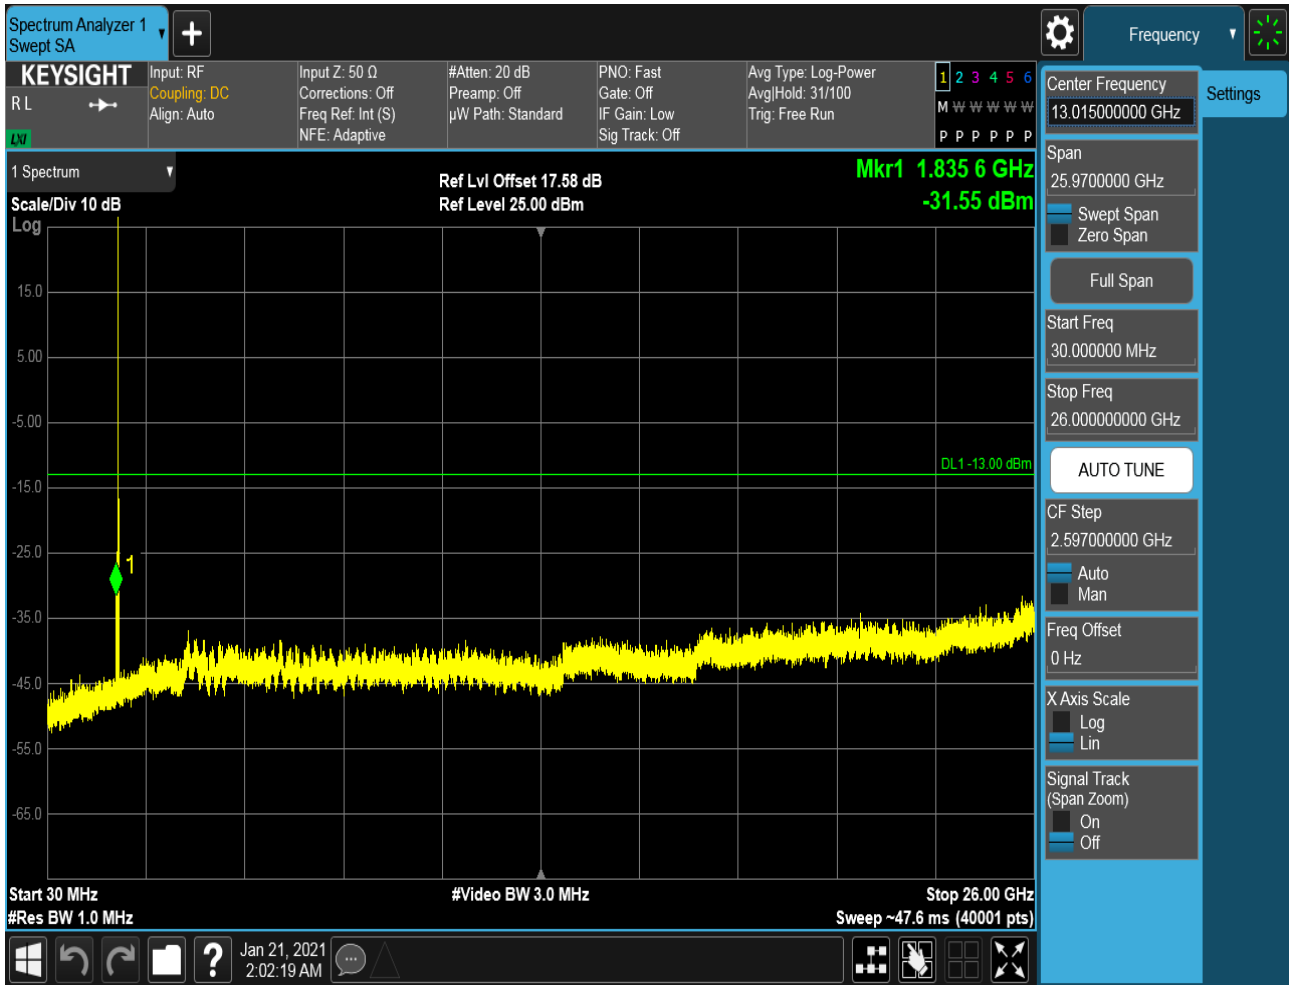 Spectrum Analyzer 1
Swept SA
Frequency
KEYSIGHT
R L
LXI
Input: RF
Coupling: DC
Align: Auto
Input Z: 50 Ω
Corrections: Off
Freq Ref: Int (S)
NFE: Adaptive
#Atten: 20 dB
Preamp: Off
µW Path: Standard
PNO: Fast
Gate: Off
IF Gain: Low
Sig Track: Off
Avg Type: Log-Power
Avg|Hold: 31/100
Trig: Free Run
1 2 3 4 5 6
M W W W W W
P P P P P P
1 Spectrum
Scale/Div 10 dB
Log
Ref Lvl Offset 17.58 dB
Ref Level 25.00 dBm
Mkr1 1.835 6 GHz
-31.55 dBm
15.0
5.00
-5.00
DL1 -13.00 dBm
-15.0
-25.0
1
-35.0
-45.0
-55.0
-65.0
Start 30 MHz
#Res BW 1.0 MHz
#Video BW 3.0 MHz
Stop 26.00 GHz
Sweep ~47.6 ms (40001 pts)
Jan 21, 2021
2:02:19 AM
?
Center Frequency
13.015000000 GHz
Settings
Span
25.9700000 GHz
Swept Span
Zero Span
Full Span
Start Freq
30.000000 MHz
Stop Freq
26.000000000 GHz
AUTO TUNE
CF Step
2.597000000 GHz
Auto
Man
Freq Offset
0 Hz
X Axis Scale
Log
Lin
Signal Track
(Span Zoom)
On
Off